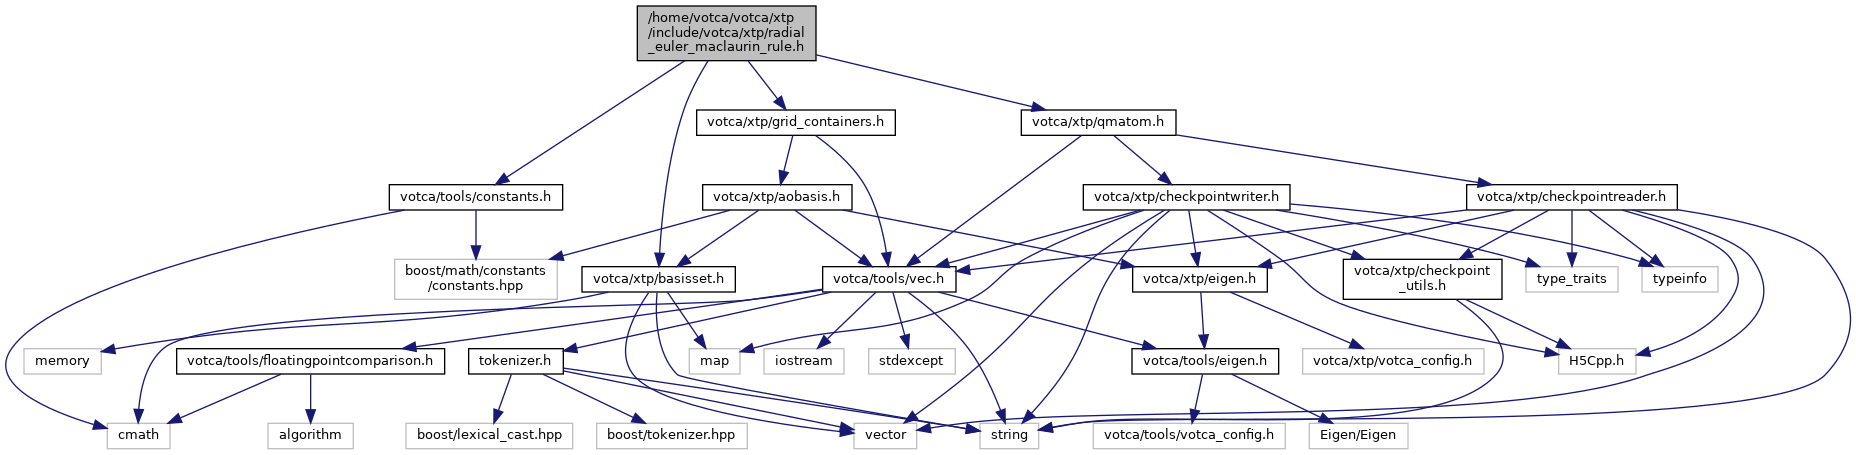 /home/votca/votca/xtp
/include/votca/xtp/radial
_euler_maclaurin_rule.h
votca/xtp/grid_containers.h
votca/xtp/qmatom.h
votca/tools/constants.h
votca/xtp/aobasis.h
votca/xtp/checkpointwriter.h
votca/xtp/checkpointreader.h
boost/math/constants
/constants.hpp
votca/xtp/basisset.h
votca/tools/vec.h
votca/xtp/eigen.h
votca/xtp/checkpoint
_utils.h
type_traits
typeinfo
memory
votca/tools/floatingpointcomparison.h
tokenizer.h
map
iostream
stdexcept
votca/tools/eigen.h
votca/xtp/votca_config.h
H5Cpp.h
cmath
algorithm
boost/lexical_cast.hpp
boost/tokenizer.hpp
vector
string
votca/tools/votca_config.h
Eigen/Eigen